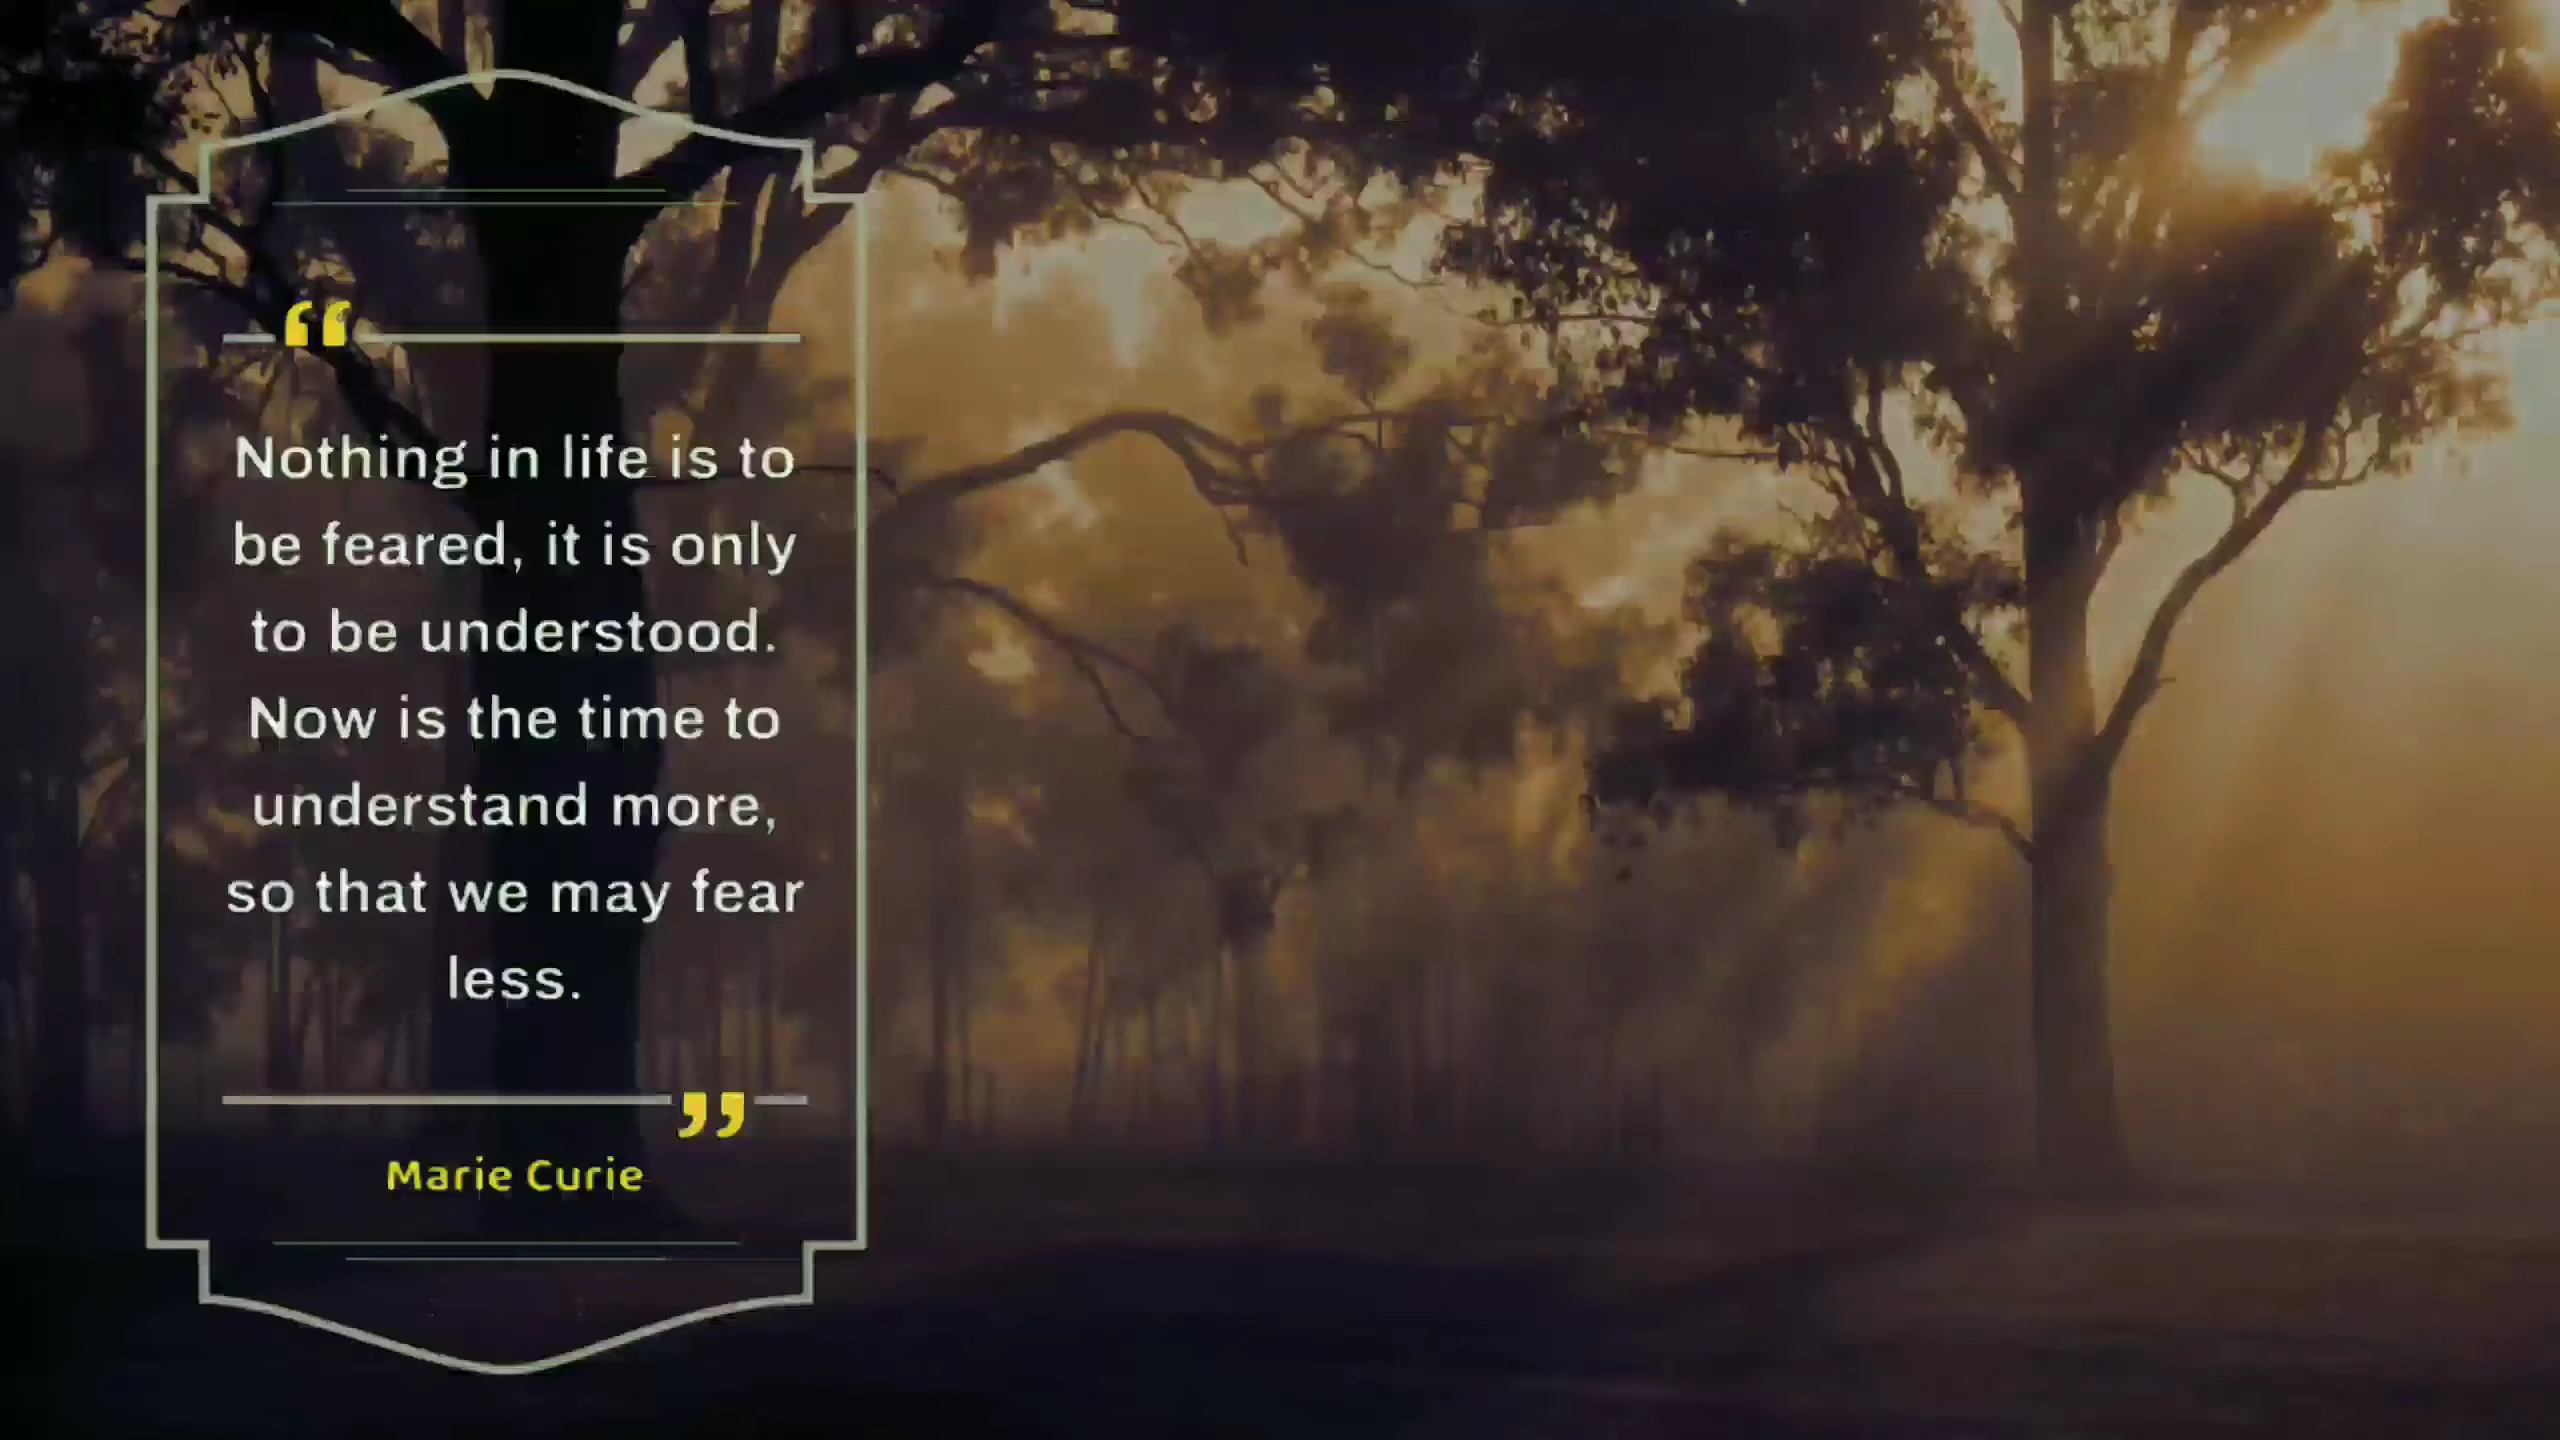 “
Nothing in life is to
be feared, it is only
to be understood.
Now is the time to
understand more,
so that we may fear
less.
”
Marie Curie